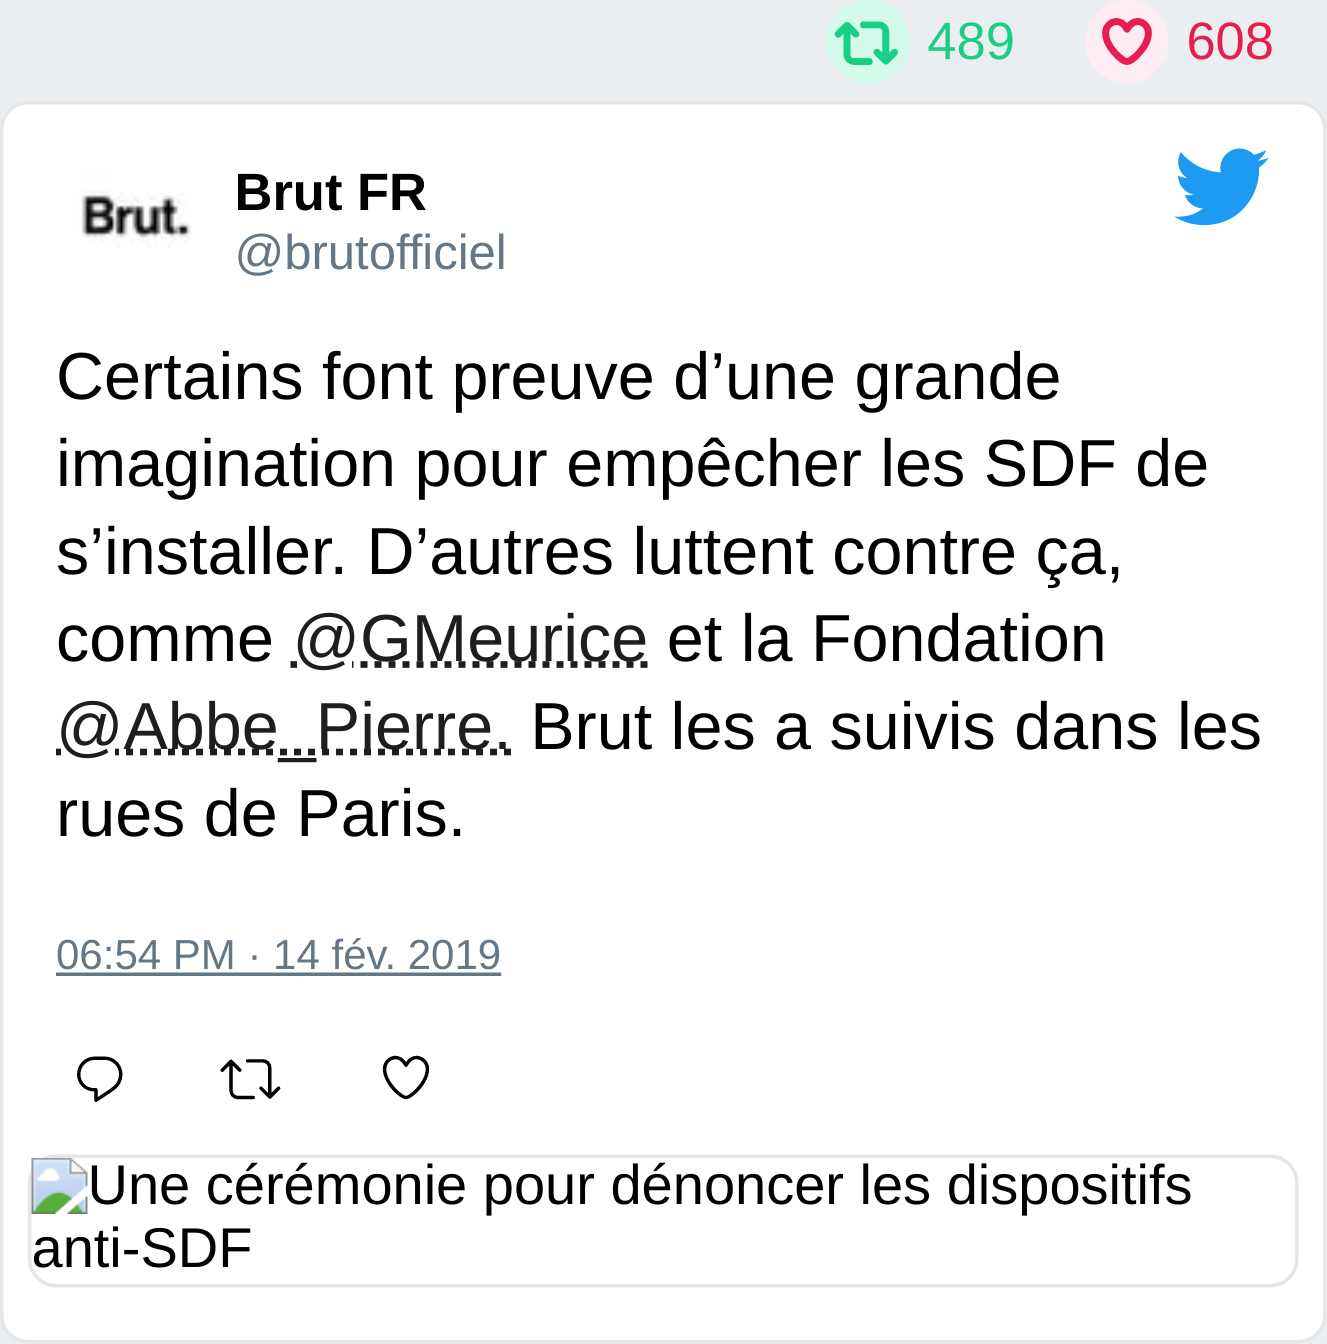 489 608
Brut.
Brut FR
@brutofficiel
Certains font preuve d’une grande
imagination pour empêcher les SDF de
s’installer. D’autres luttent contre ça,
comme @GMeurice et la Fondation
@Abbe_Pierre. Brut les a suivis dans les
rues de Paris.
06:54 PM · 14 fév. 2019
Une cérémonie pour dénoncer les dispositifs
anti-SDF